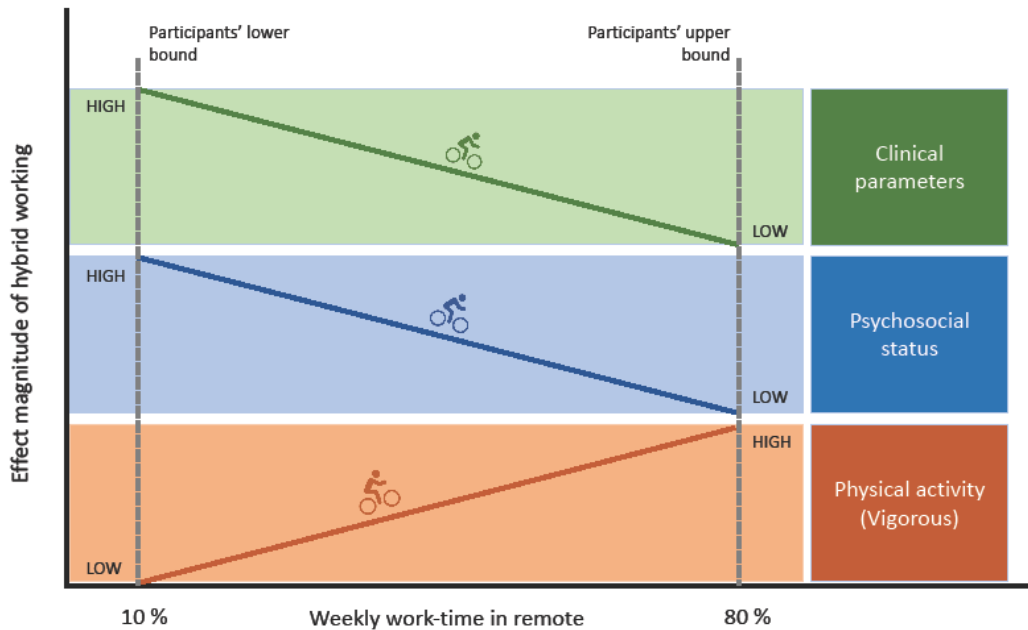 Participants' lower
bound
Participants' upper
bound
HIGH
LOW
Clinical
parameters
HIGH
LOW
Psychosocial
status
HIGH
LOW
Physical activity
(Vigorous)
Effect magnitude of hybrid working
10 %
Weekly work-time in remote
80 %